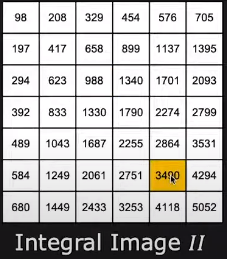 98 208 329 454 576 705
197 417 658 899 1137 1395
294 623 988 1340 1701 2093
392 833 1330 1790 2274 2799
489 1043 1687 2255 2864 3531
584 1249 2061 2751 3490 4294
680 1449 2433 3253 4118 5052
Integral Image II